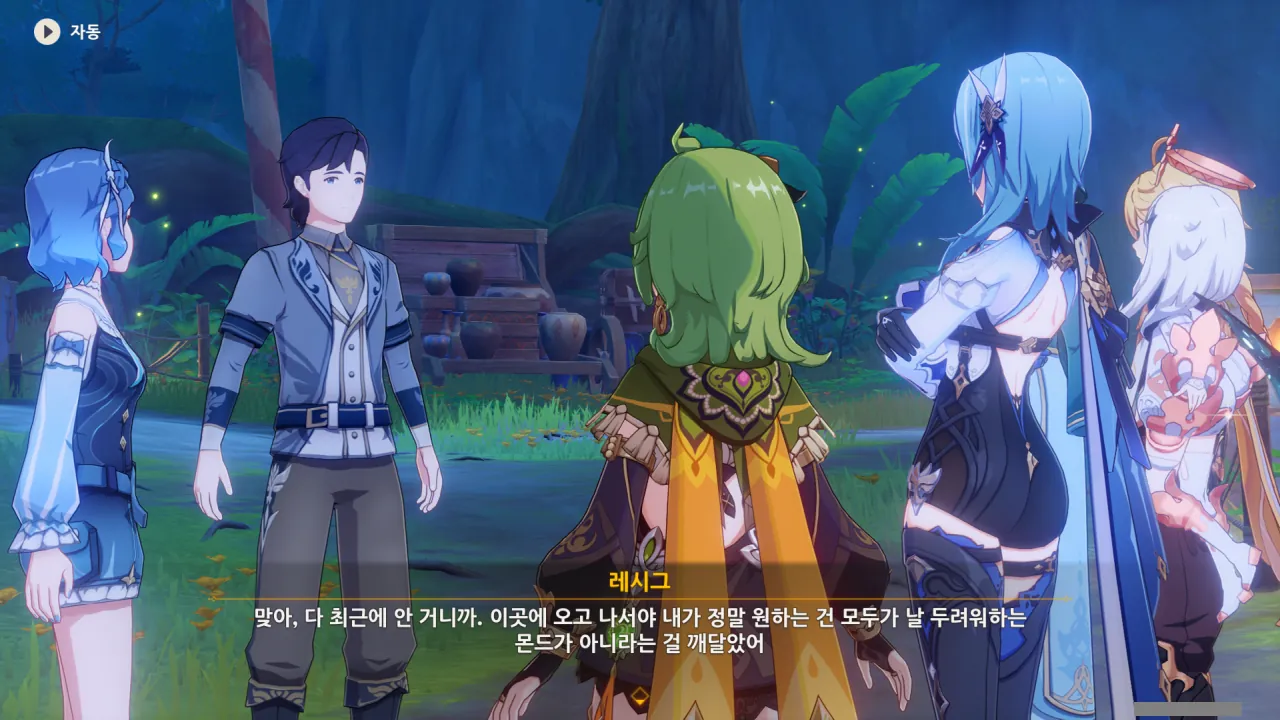 자동
레시그
맞아, 다 최근에 안 거니까. 이곳에 오고 나서야 내가 정말 원하는 건 모두가 날 두려워하는
몬드가 아니라는 걸 깨달았어